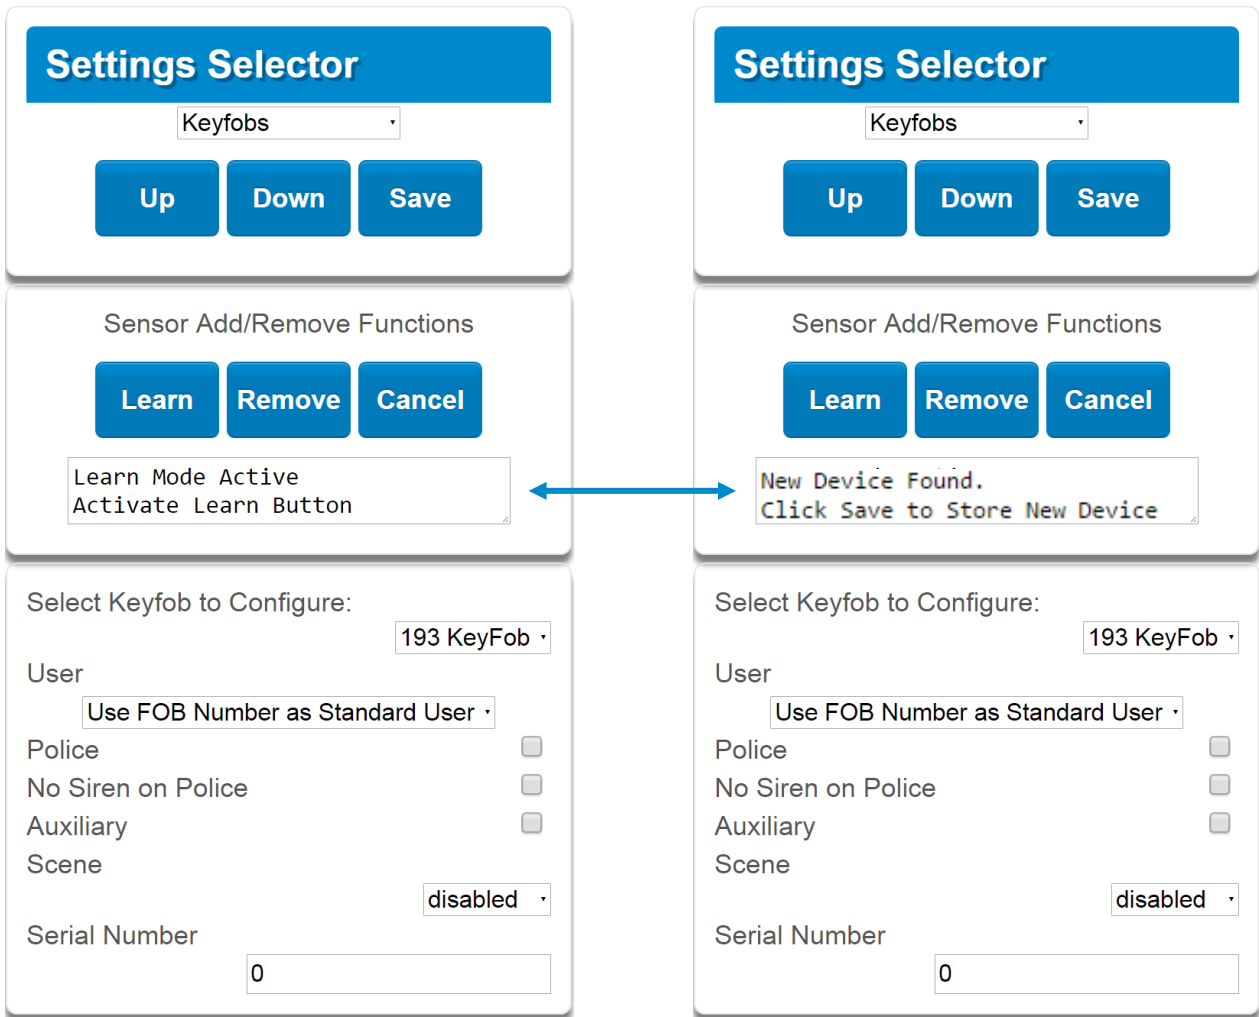 Settings Selector
Keyfobs
Up Down Save
Sensor Add/Remove Functions
Learn Remove Cancel
Learn Mode Active
Activate Learn Button
Select Keyfob to Configure:
193 KeyFob
User
Use FOB Number as Standard User
Police
No Siren on Police
Auxiliary
Scene
disabled
Serial Number
0
Settings Selector
Keyfobs
Up Down Save
Sensor Add/Remove Functions
Learn Remove Cancel
New Device Found.
Click Save to Store New Device
Select Keyfob to Configure:
193 KeyFob
User
Use FOB Number as Standard User
Police
No Siren on Police
Auxiliary
Scene
disabled
Serial Number
0